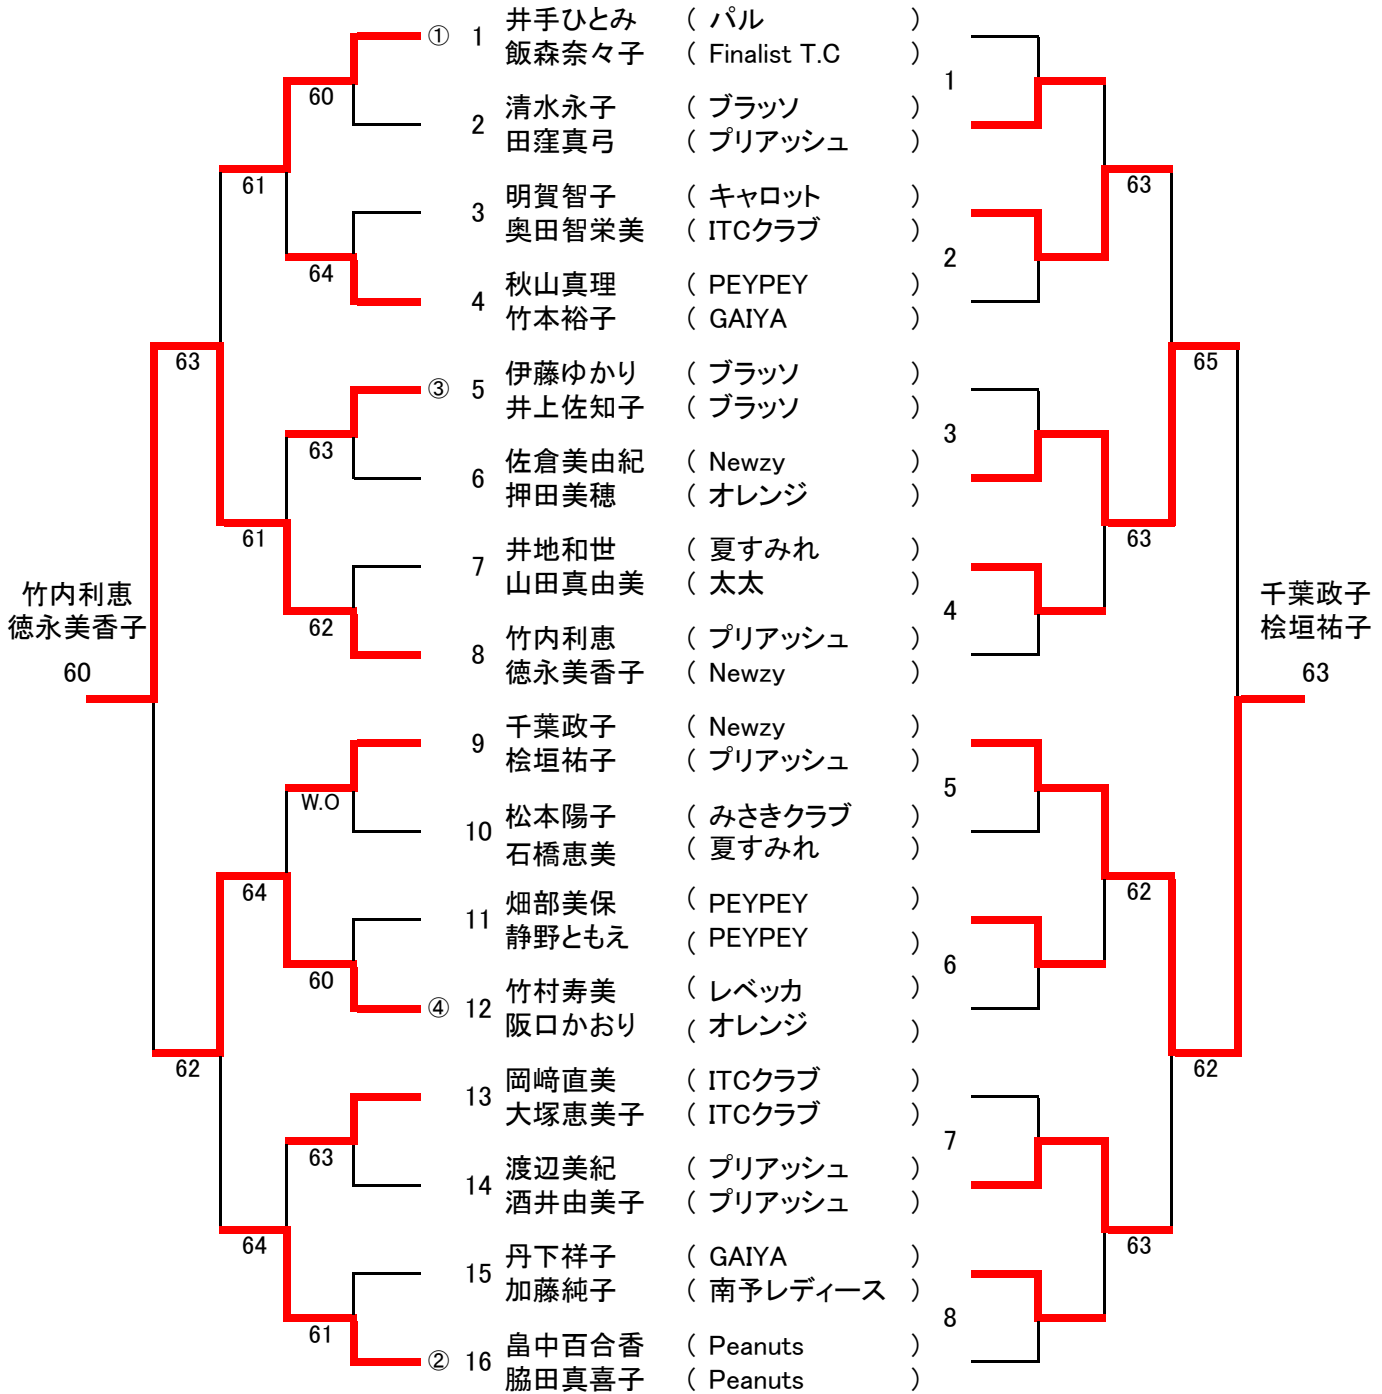 ① 1 井手ひとみ ( パル )
飯森奈々子 ( Finalist T.C )
1
60
2 清水永子 ( ブラッソ )
田窪真弓 ( プリアッシュ )
61
63
3 明賀智子 ( キャロット )
奥田智栄美 ( ITCクラブ )
2
64
4 秋山真理 ( PEYPEY )
竹本裕子 ( GAIYA )
63
65
③ 5 伊藤ゆかり ( ブラッソ )
井上佐知子 ( ブラッソ )
3
63
6 佐倉美由紀 ( Newzy )
押田美穂 ( オレンジ )
61
63
7 井地和世 ( 夏すみれ )
山田真由美 ( 太太 )
竹内利恵
徳永美香子
60
4
千葉政子
桧垣祐子
63
62
8 竹内利恵 ( プリアッシュ )
徳永美香子 ( Newzy )
9 千葉政子 ( Newzy )
桧垣祐子 ( プリアッシュ )
5
W.O
10 松本陽子 ( みさきクラブ )
石橋恵美 ( 夏すみれ )
64
62
11 畑部美保 ( PEYPEY )
静野ともえ ( PEYPEY )
6
60
④ 12 竹村寿美 ( レベッカ )
阪口かおり ( オレンジ )
62
62
13 岡﨑直美 ( ITCクラブ )
大塚恵美子 ( ITCクラブ )
7
63
14 渡辺美紀 ( プリアッシュ )
酒井由美子 ( プリアッシュ )
64
63
15 丹下祥子 ( GAIYA )
加藤純子 ( 南予レディース )
8
61
② 16 畠中百合香 ( Peanuts )
脇田真喜子 ( Peanuts )